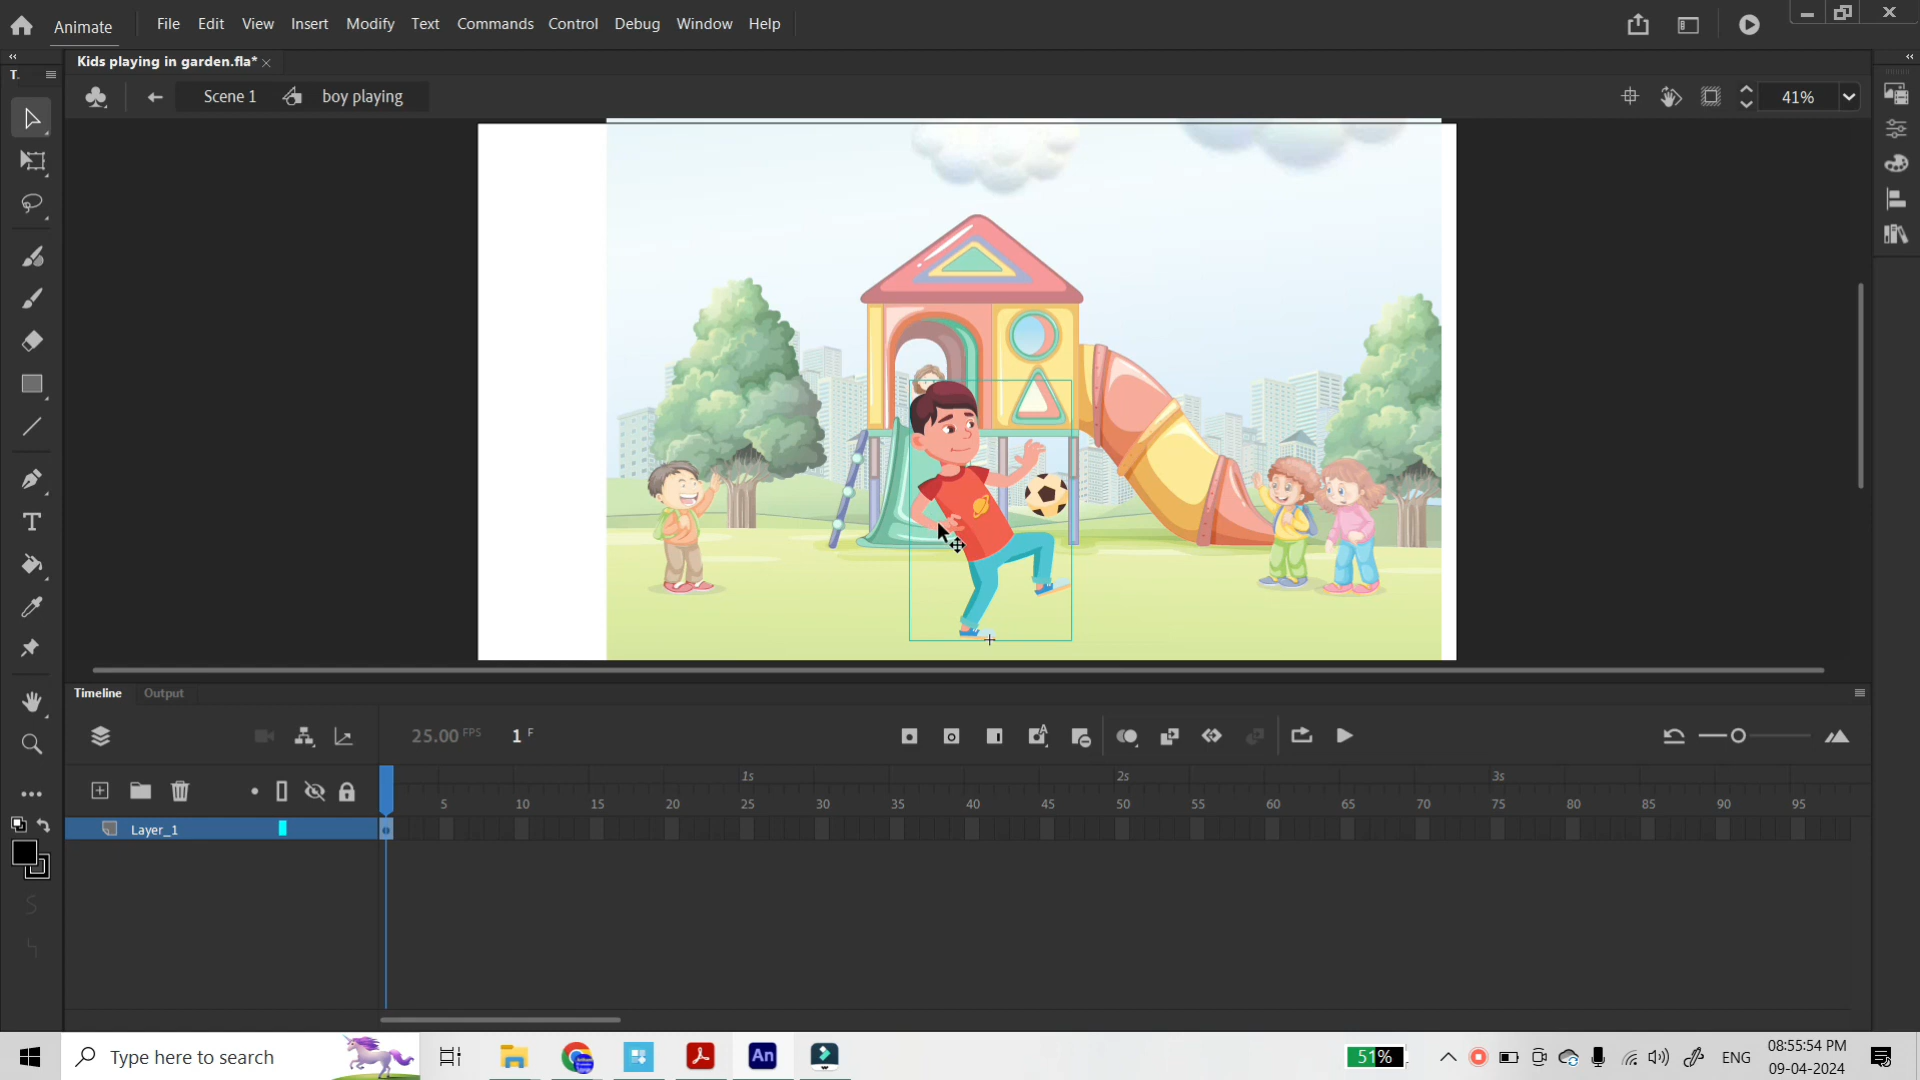 Animate
File Edit View Insert Modify Text Commands Control Debug Window Help
T.
Kids playing in garden.fla*
Scene 1 boy playing
41%
Timeline Output
25.00 FPS 1 F
1s 2s 3s
5 10 15 20 25 30 35 40 45 50 55 60 65 70 75 80 85 90 95
Layer_1
Type here to search
An
51%
ENG
08:55:54 PM
09-04-2024